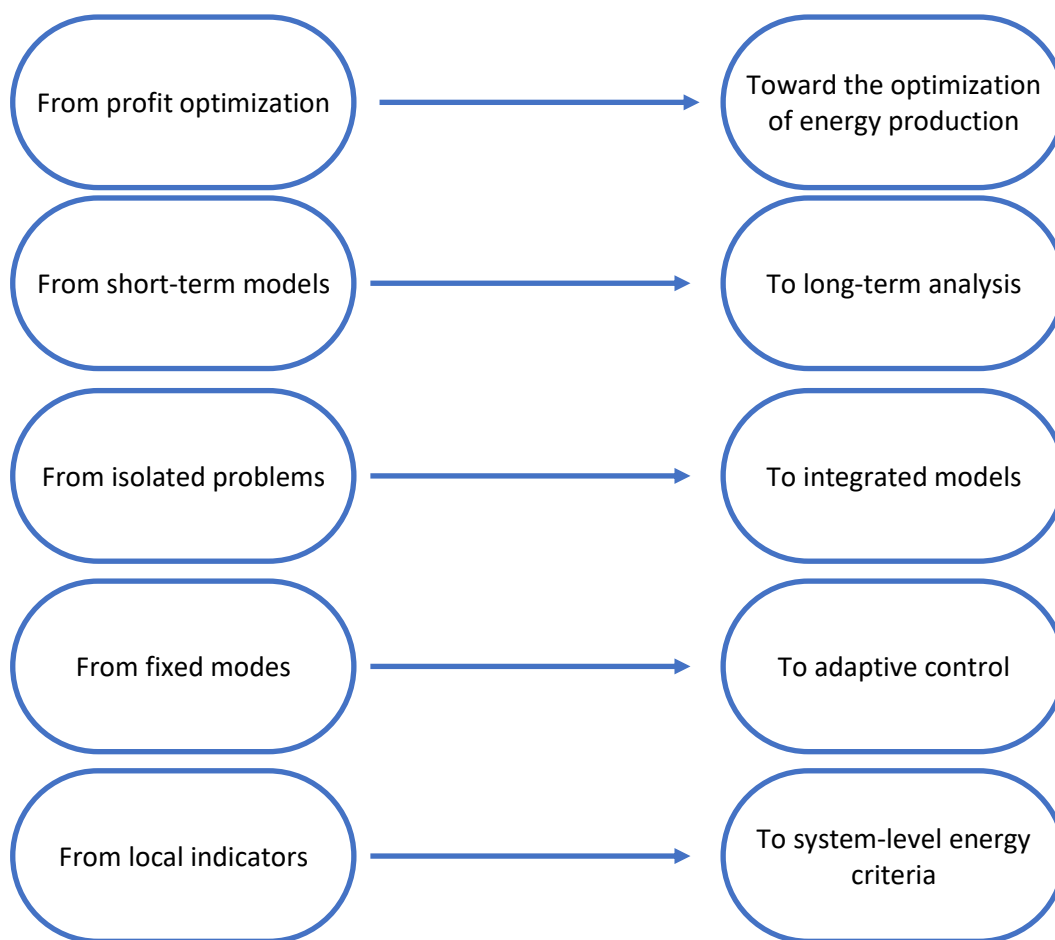 From profit optimization
Toward the optimization
of energy production
From short-term models
To long-term analysis
From isolated problems
To integrated models
From fixed modes
To adaptive control
From local indicators
To system-level energy
criteria